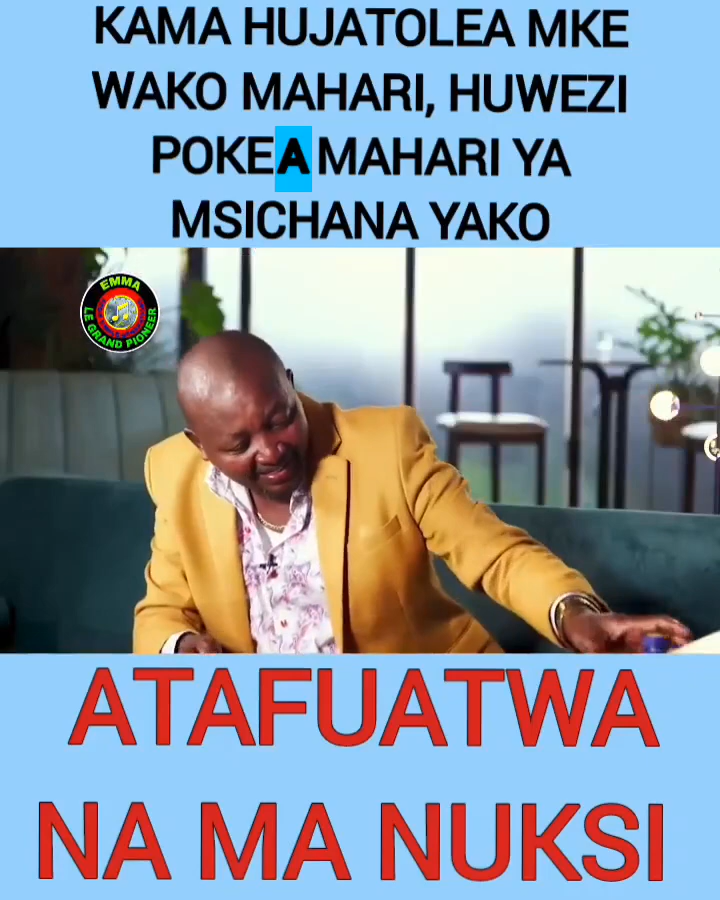 KAMA HUJATOLEA MKE
WAKO MAHARI, HUWEZI
POKEA MAHARI YA
MSICHANA YAKO
EMMA
LE GRAND PIONEER
ATAFUATWA
NA MA NUKSI